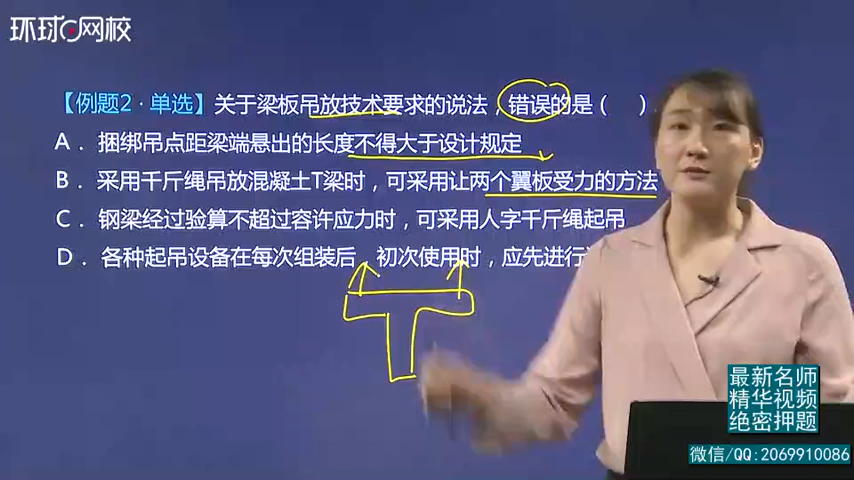 环球网校
【例题2·单选】关于梁板吊放技术要求的说法，错误的是（ ）
A．捆绑吊点距梁端悬出的长度不得大于设计规定
B．采用千斤绳吊放混凝土T梁时，可采用让两个翼板受力的方法
C．钢梁经过验算不超过容许应力时，可采用人字千斤绳起吊
D．各种起吊设备在每次组装后，初次使用时，应先进行
最新名师
精华视频
绝密押题
微信/QQ:2069910086